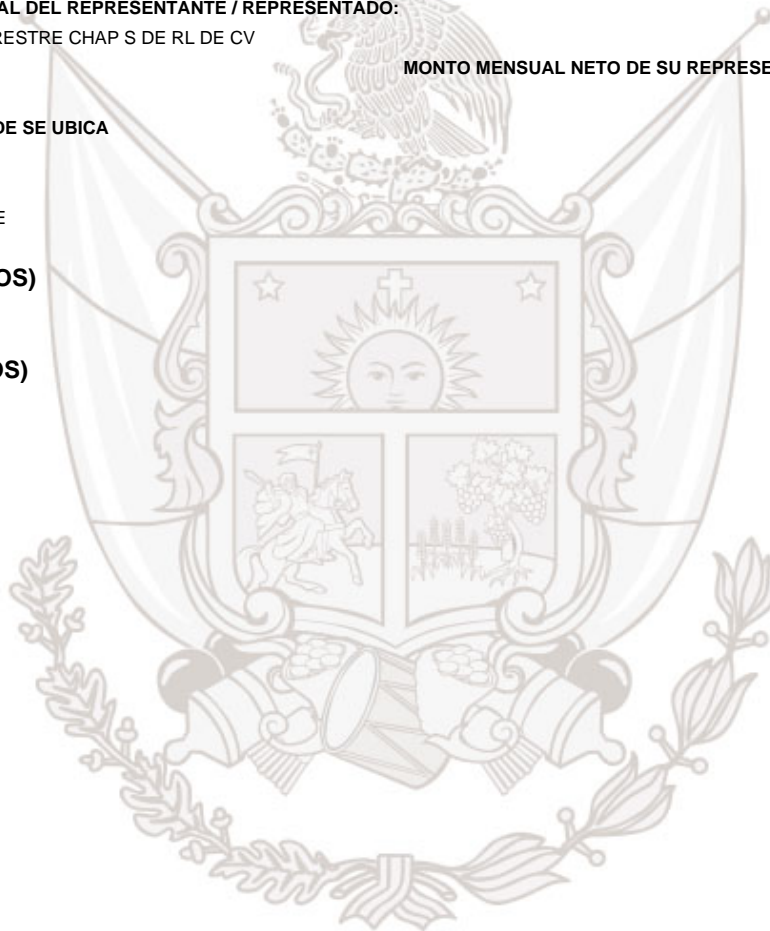 AL DEL REPRESENTANTE / REPRESENTADO:
RESTRE CHAP S DE RL DE CV
MONTO MENSUAL NETO DE SU REPRESE
DE SE UBICA
E
OS)
OS)